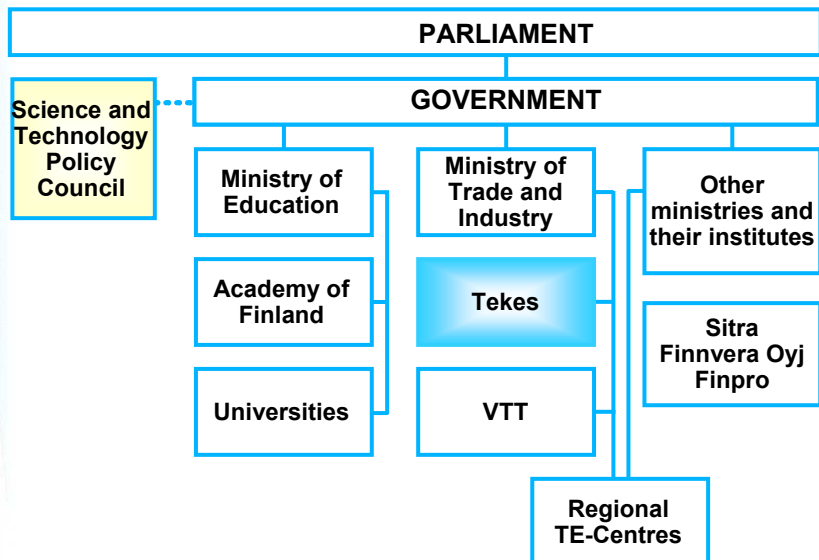 PARLIAMENT
GOVERNMENT
Science and
Technology
Policy
Council
Ministry of
Education
Ministry of
Trade and
Industry
Other
ministries and
their institutes
Academy of
Finland
Tekes
Sitra
Finnvera Oyj
Finpro
Universities
VTT
Regional
TE-Centres